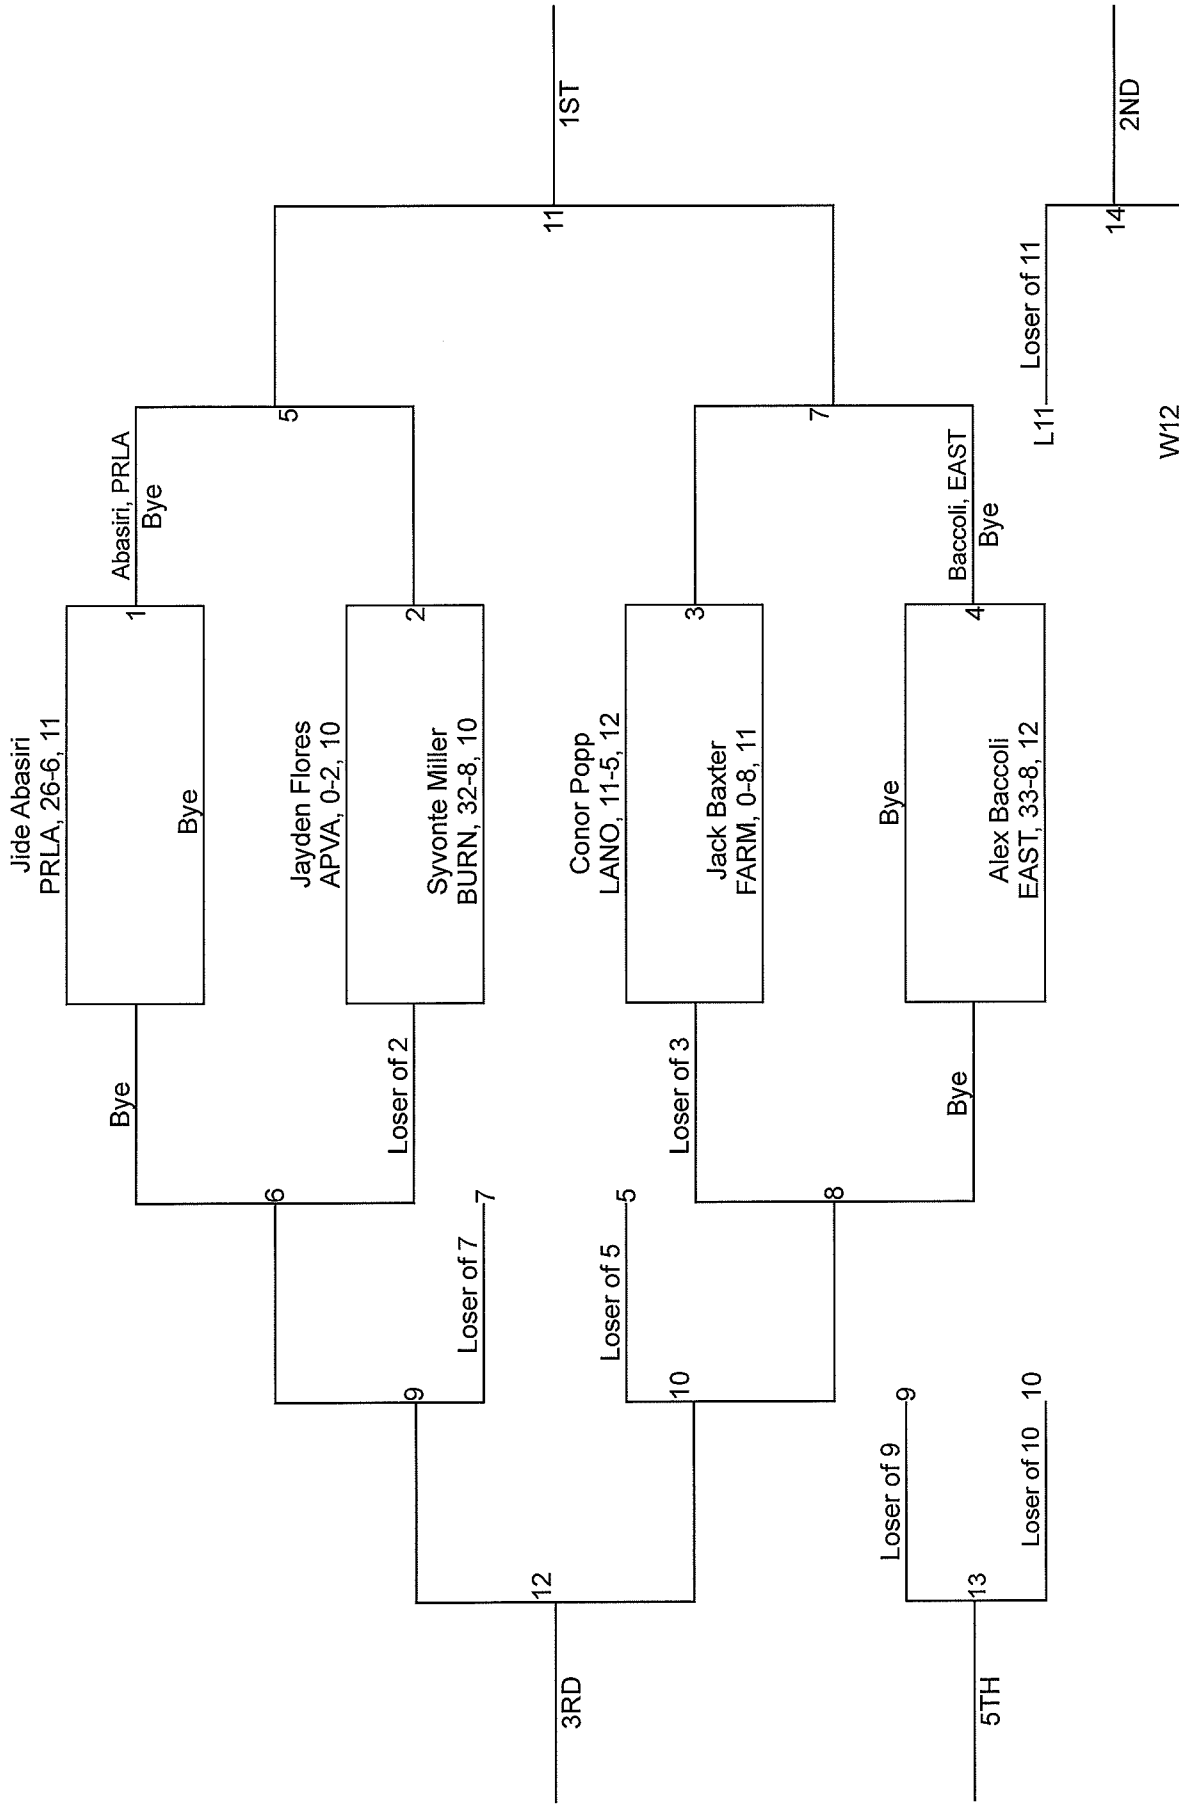 Jide Abasiri
PRLA, 26-6, 11
Bye
1
Abasiri, PRLA
Bye
Bye
Jayden Flores
APVA, 0-2, 10
Syvonte Miller
BURN, 32-8, 10
2
Loser of 2
5
6
Loser of 7
7
9
Conor Popp
LANO, 11-5, 12
Jack Baxter
FARM, 0-8, 11
3
Loser of 3
Loser of 5
5
10
11
1ST
12
3RD
Bye
Alex Baccoli
EAST, 33-8, 12
4
Baccoli, EAST
Bye
Bye
7
8
Loser of 9
9
Loser of 10
10
13
5TH
L11
Loser of 11
14
2ND
W12